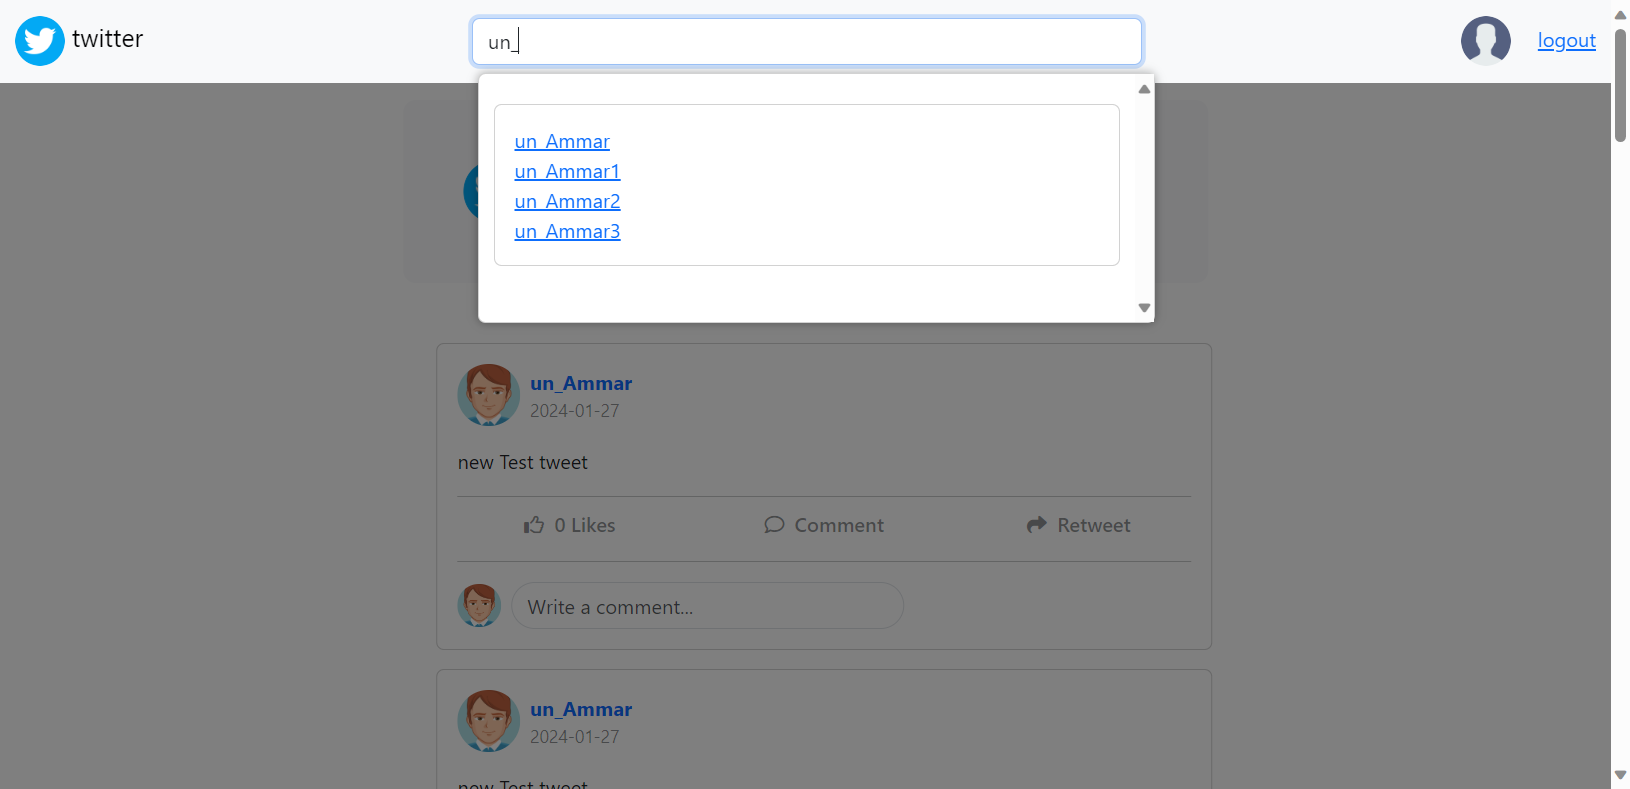 twitter
un_
logout
un_Ammar
un_Ammar1
un_Ammar2
un_Ammar3
un_Ammar
2024-01-27
new Test tweet
0 Likes
Comment
Retweet
Write a comment...
un_Ammar
2024-01-27
new Test tweet